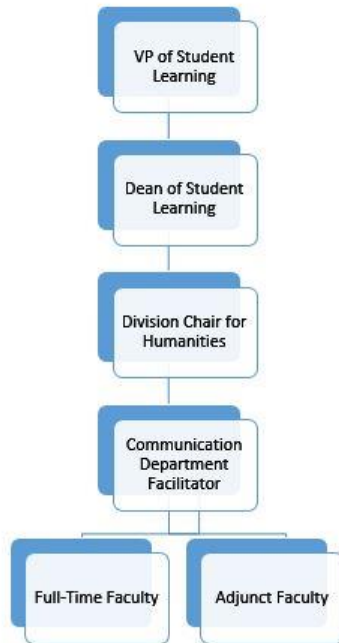 VP of Student
Learning
Dean of Student
Learning
Division Chair for
Humanities
Communication
Department
Facilitator
Full-Time Faculty
Adjunct Faculty